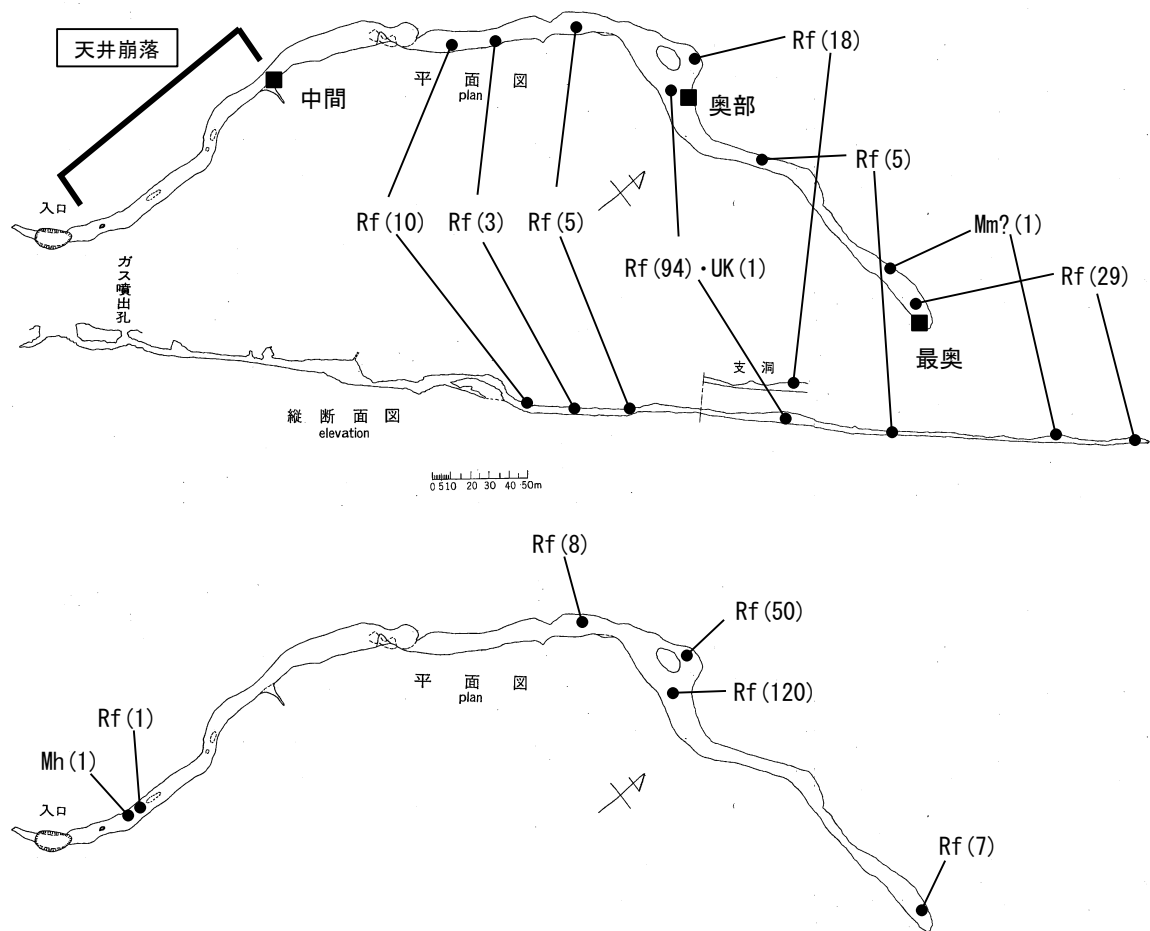 天井崩落
中間
平面図
plan
Rf(18)
奥部
Rf(5)
入口
Rf(10)
Rf(3)
Rf(5)
Mm?(1)
Rf(94)・UK(1)
Rf(29)
ガス噴出孔
最奥
支洞
縦断面図
elevation
0 5 10 20 30 40 50m
Rf(8)
Rf(50)
平面図
plan
Rf(120)
Rf(1)
Mh(1)
入口
Rf(7)